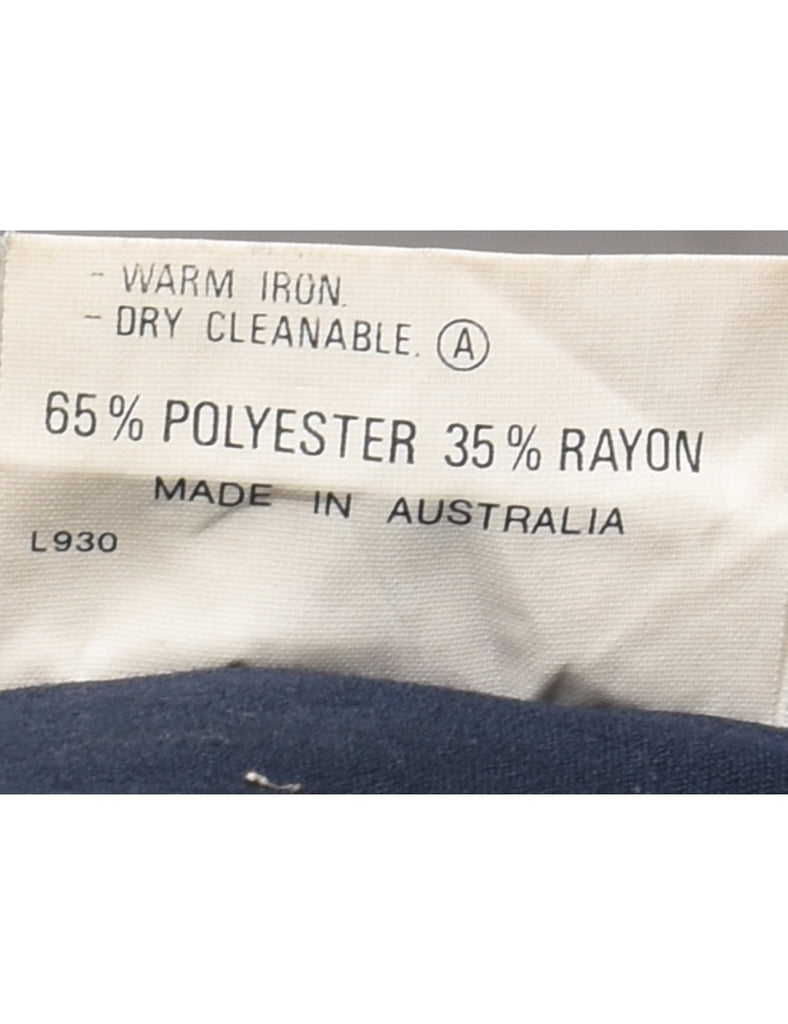 - WARM IRON.
- DRY CLEANABLE. Ⓐ
65% POLYESTER 35% RAYON
MADE IN AUSTRALIA
L930